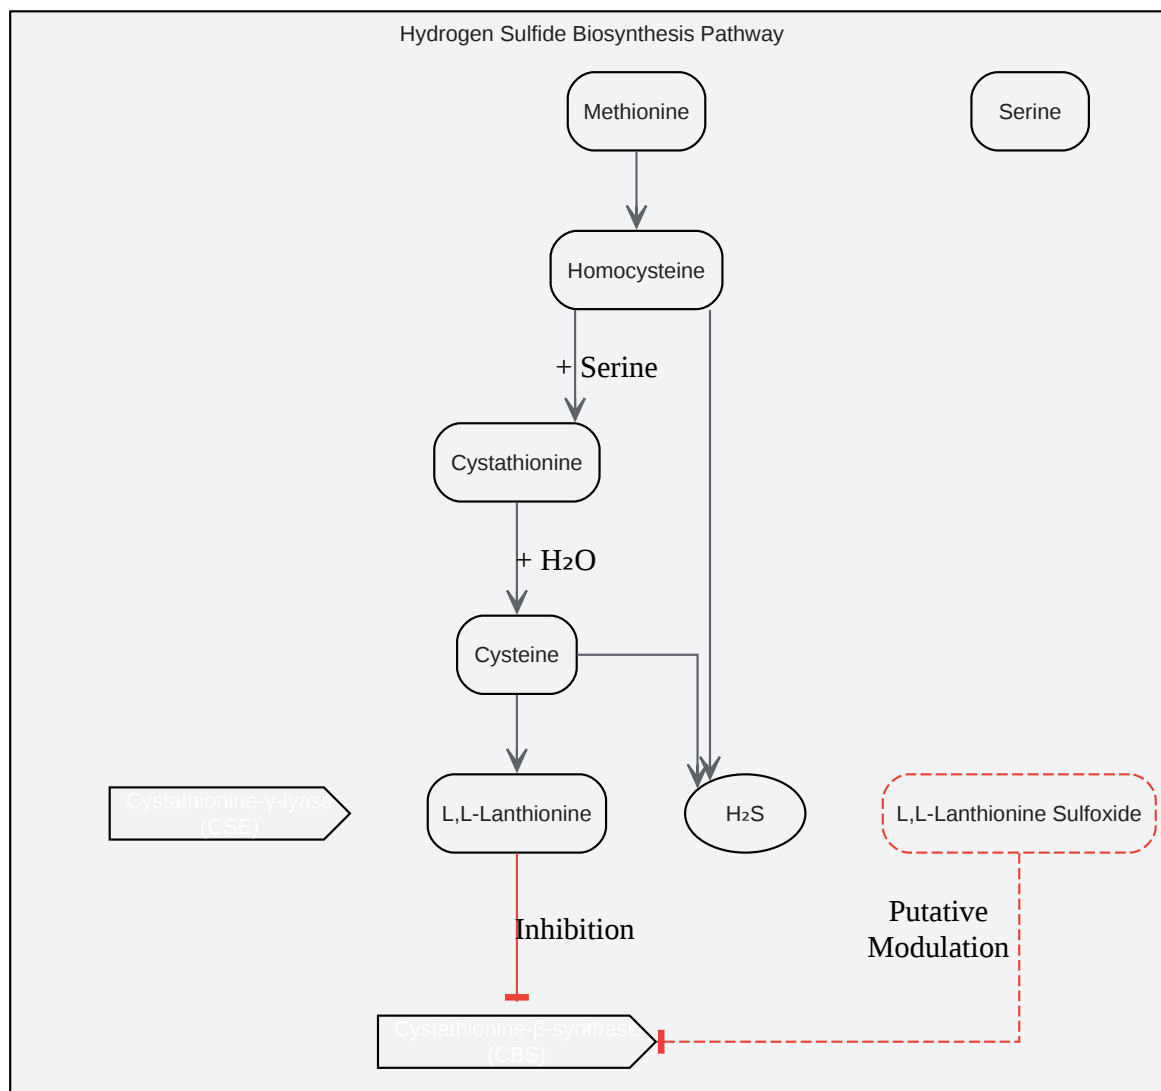 Hydrogen Sulfide Biosynthesis Pathway
Methionine
Serine
Homocysteine
+ Serine
Cystathionine
+ H₂O
Cysteine
Cystathionine-γ-lyase
(CSE)
L,L-Lanthionine
H₂S
L,L-Lanthionine Sulfoxide
Inhibition
Putative
Modulation
Cystathionine-β-synthase
(CBS)